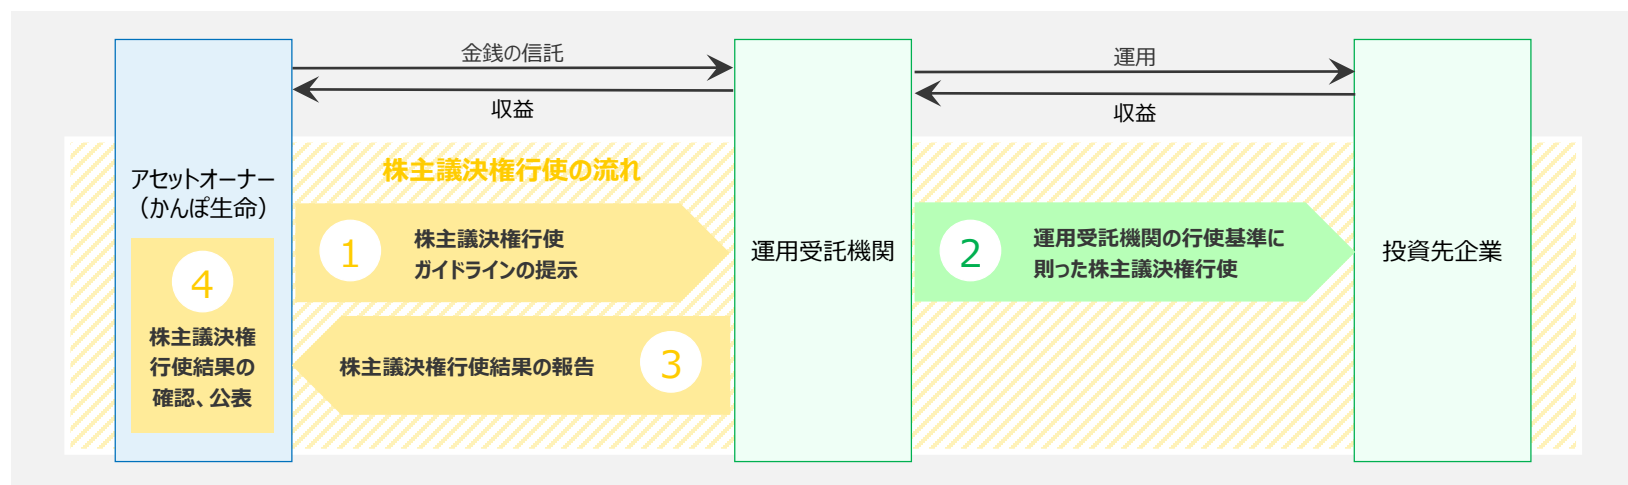 金銭の信託
収益
運用
収益
株主議決権行使の流れ
アセットオーナー
（かんぽ生命）
1
株主議決権行使
ガイドラインの提示
運用受託機関
2
運用受託機関の行使基準に
則った株主議決権行使
投資先企業
3
株主議決権行使結果の報告
4
株主議決権
行使結果の
確認、公表